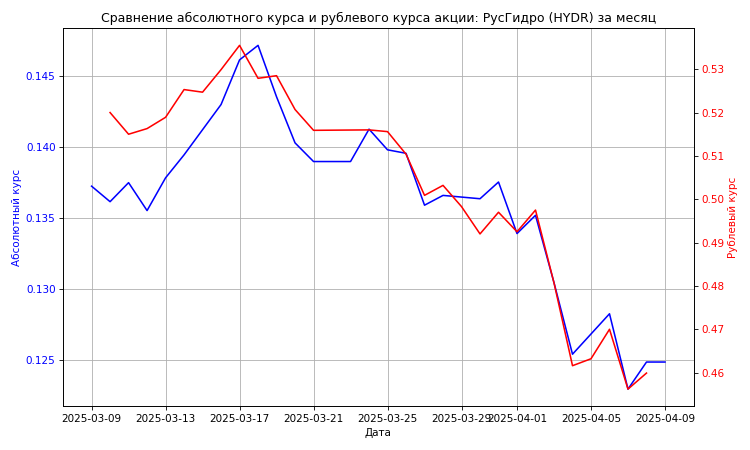 Сравнение абсолютного курса и рублевого курса акции: РусГидро (HYDR) за месяц
Абсолютный курс
0.145
0.140
0.135
0.130
0.125
0.53
0.52
0.51
0.50
0.49
0.48
0.47
0.46
Рублевый курс
2025-03-09 2025-03-13 2025-03-17 2025-03-21 2025-03-25 2025-03-29 2025-04-01 2025-04-05 2025-04-09
Дата